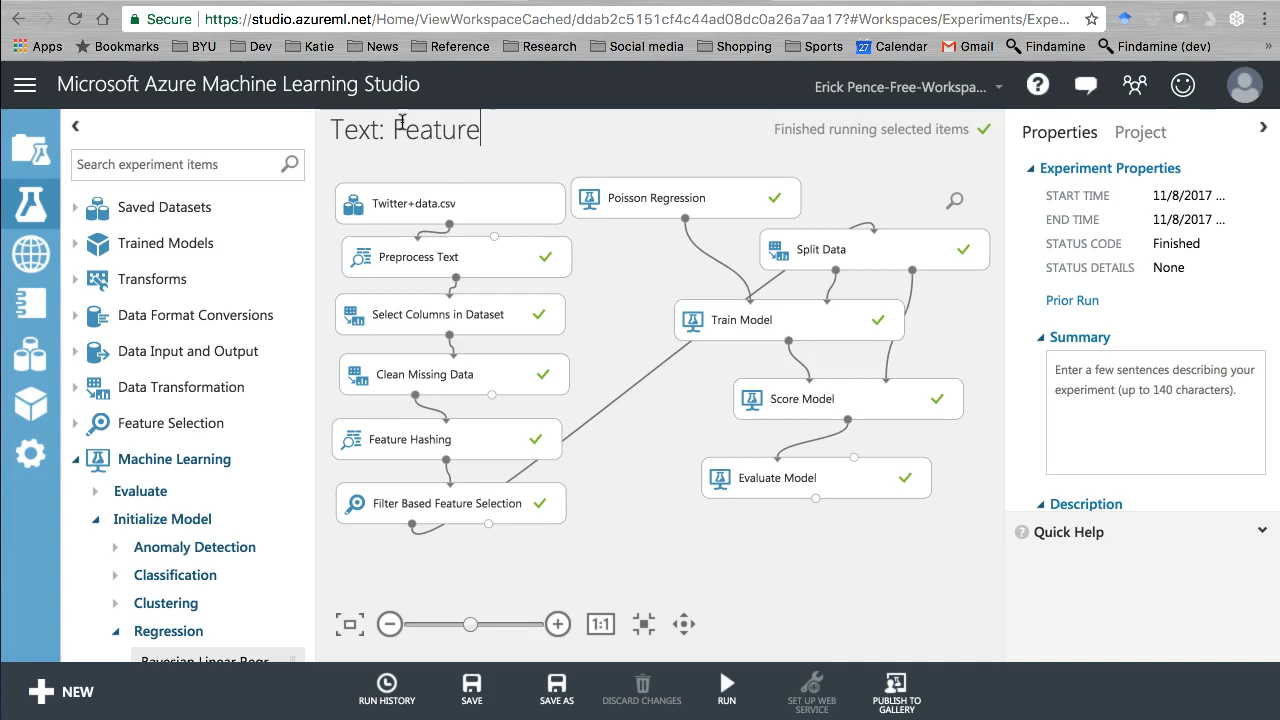 Secure
https://studio.azureml.net/Home/ViewWorkspaceCached/ddab2c5151cf4c44ad08dc0a26a7aa17?#Workspaces/Experiments/Expe...
Apps Bookmarks BYU Dev Katie News Reference Research Social media Shopping Sports 27 Calendar Gmail Findamine Findamine (dev) »
Microsoft Azure Machine Learning Studio
Erick Pence-Free-Workspa...
Text: Feature
Finished running selected items
Search experiment items
Saved Datasets
Trained Models
Transforms
Data Format Conversions
Data Input and Output
Data Transformation
Feature Selection
Machine Learning
Evaluate
Initialize Model
Anomaly Detection
Classification
Clustering
Regression
Bayesian Linear Regr
Twitter+data.csv
Preprocess Text
Select Columns in Dataset
Clean Missing Data
Feature Hashing
Filter Based Feature Selection
Poisson Regression
Split Data
Train Model
Score Model
Evaluate Model
1:1
Properties Project
Experiment Properties
START TIME 11/8/2017 ...
END TIME 11/8/2017 ...
STATUS CODE Finished
STATUS DETAILS None
Prior Run
Summary
Enter a few sentences describing your
experiment (up to 140 characters).
Description
Quick Help
NEW
RUN HISTORY
SAVE
SAVE AS
DISCARD CHANGES
RUN
SET UP WEB
SERVICE
PUBLISH TO
GALLERY